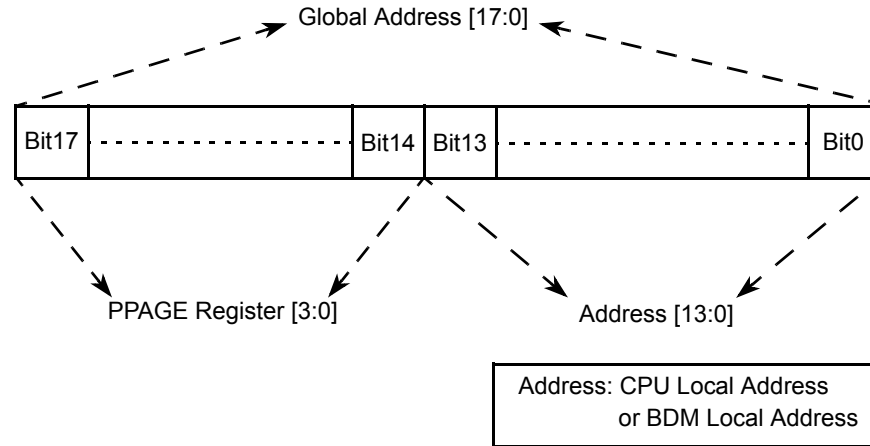 Global Address [17:0]
Bit17
Bit14
Bit13
Bit0
PPAGE Register [3:0]
Address [13:0]
Address: CPU Local Address
or BDM Local Address